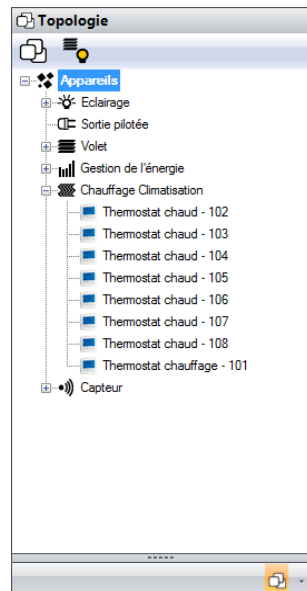 Topologie
Appareils
Eclairage
Sortie pilotée
Volet
Gestion de l'énergie
Chauffage Climatisation
Thermostat chaud - 102
Thermostat chaud - 103
Thermostat chaud - 104
Thermostat chaud - 105
Thermostat chaud - 106
Thermostat chaud - 107
Thermostat chaud - 108
Thermostat chauffage - 101
Capteur